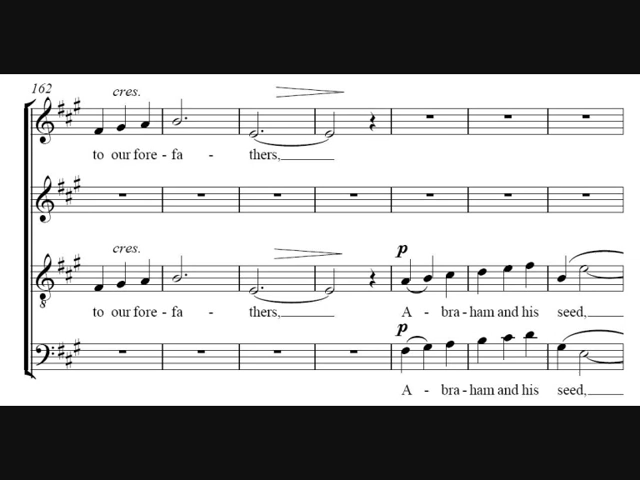 162
cres.
to our fore - fa - thers,
cres.
p
to our fore - fa - thers, A - bra - ham and his seed,
p
A - bra - ham and his seed,